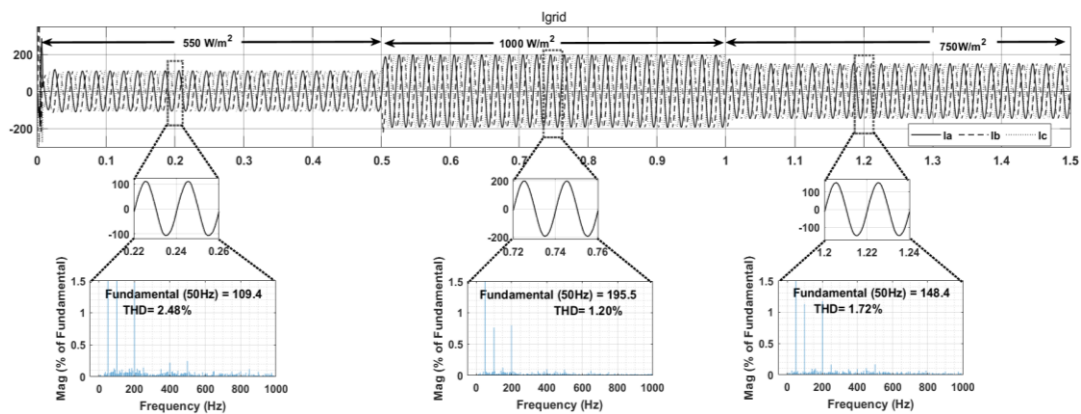 Igrid
550 W/m2
1000 W/m2
750W/m2
200
0
-200
Ia Ib Ic
0 0.1 0.2 0.3 0.4 0.5 0.6 0.7 0.8 0.9 1 1.1 1.2 1.3 1.4 1.5
100
0
-100
0.22 0.24 0.26
200
0
-200
0.72 0.74 0.76
100
0
-100
1.2 1.22 1.24
Mag (% of Fundamental)
1.5
1
0.5
0
Fundamental (50Hz) = 109.4
THD= 2.48%
0 200 400 600 800 1000
Frequency (Hz)
Mag (% of Fundamental)
1.5
1
0.5
0
Fundamental (50Hz) = 195.5
THD= 1.20%
0 200 400 600 800 1000
Frequency (Hz)
Mag (% of Fundamental)
1.5
1
0.5
0
Fundamental (50Hz) = 148.4
THD= 1.72%
0 200 400 600 800 1000
Frequency (Hz)